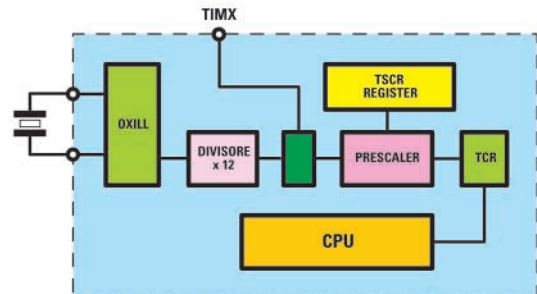 TIMX
TSCR
REGISTER
OXILL
DIVISORE
x 12
PRESCALER
TCR
CPU